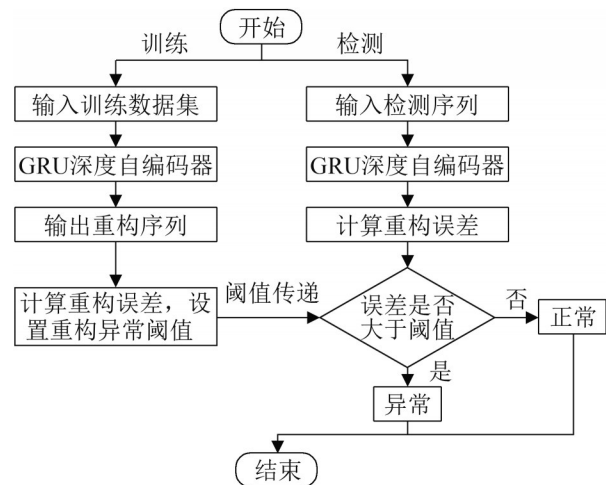 开始
训练
检测
输入训练数据集
输入检测序列
GRU深度自编码器
GRU深度自编码器
输出重构序列
计算重构误差
计算重构误差，设
置重构异常阈值
阈值传递
误差是否
大于阈值
否
正常
是
异常
结束